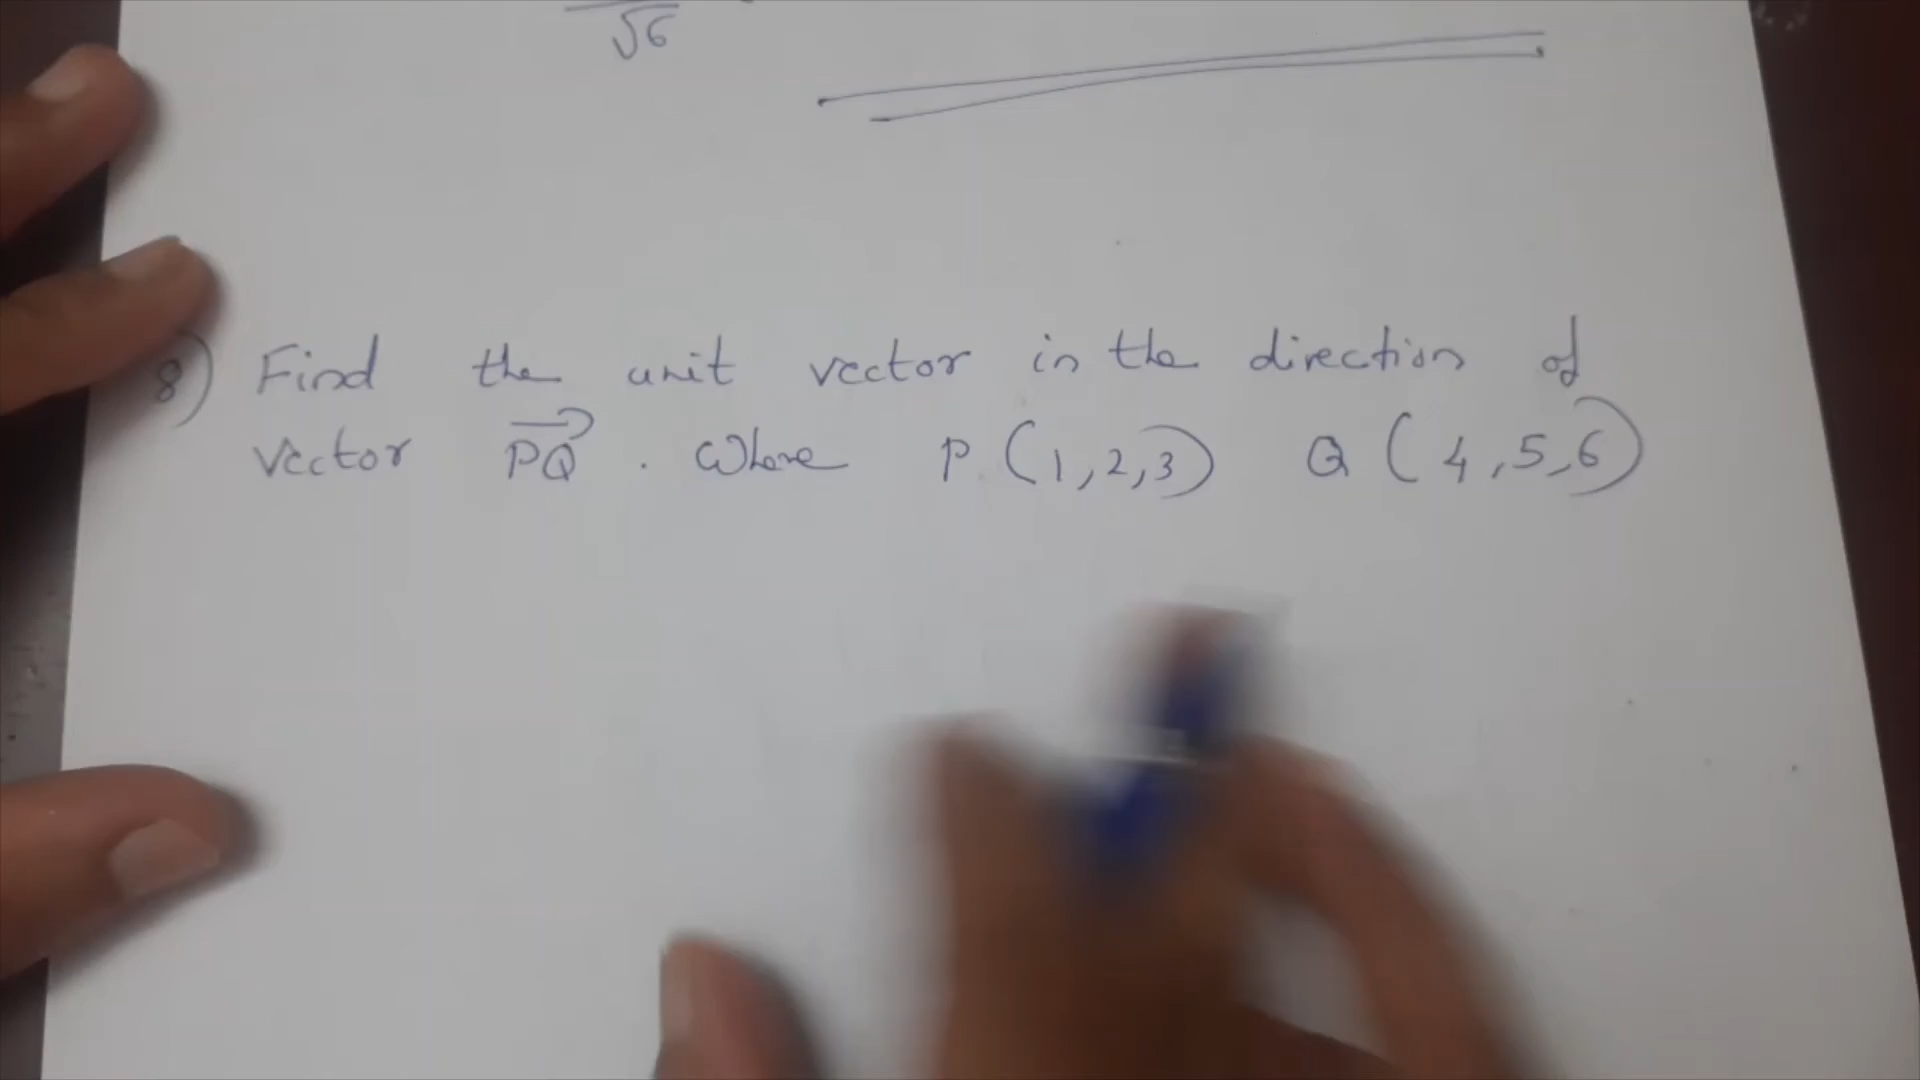 √6
8) Find the unit vector in the direction of
vector PQ⃗ . Where P (1,2,3) Q (4,5,6)